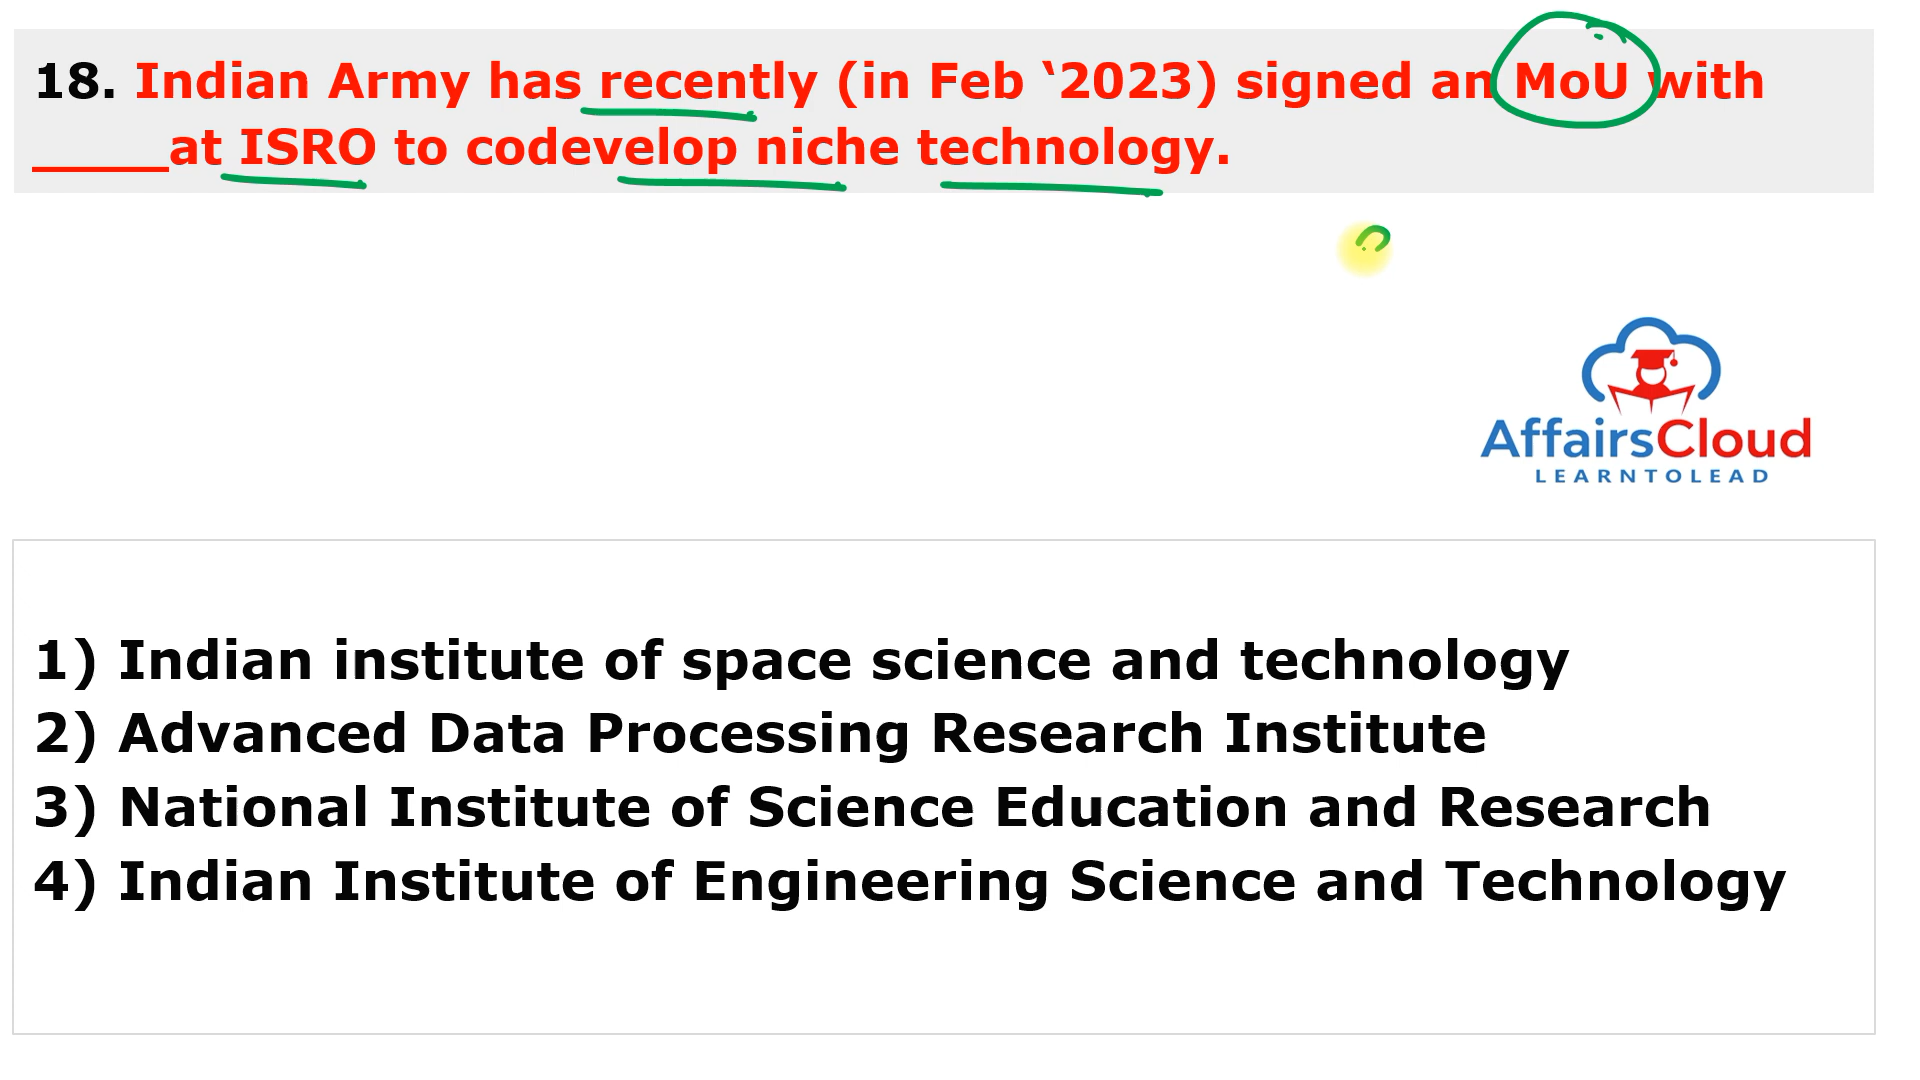 18. Indian Army has recently (in Feb ‘2023) signed an MoU with
______at ISRO to codevelop niche technology.
AffairsCloud
LEARNTOLEAD
1) Indian institute of space science and technology
2) Advanced Data Processing Research Institute
3) National Institute of Science Education and Research
4) Indian Institute of Engineering Science and Technology